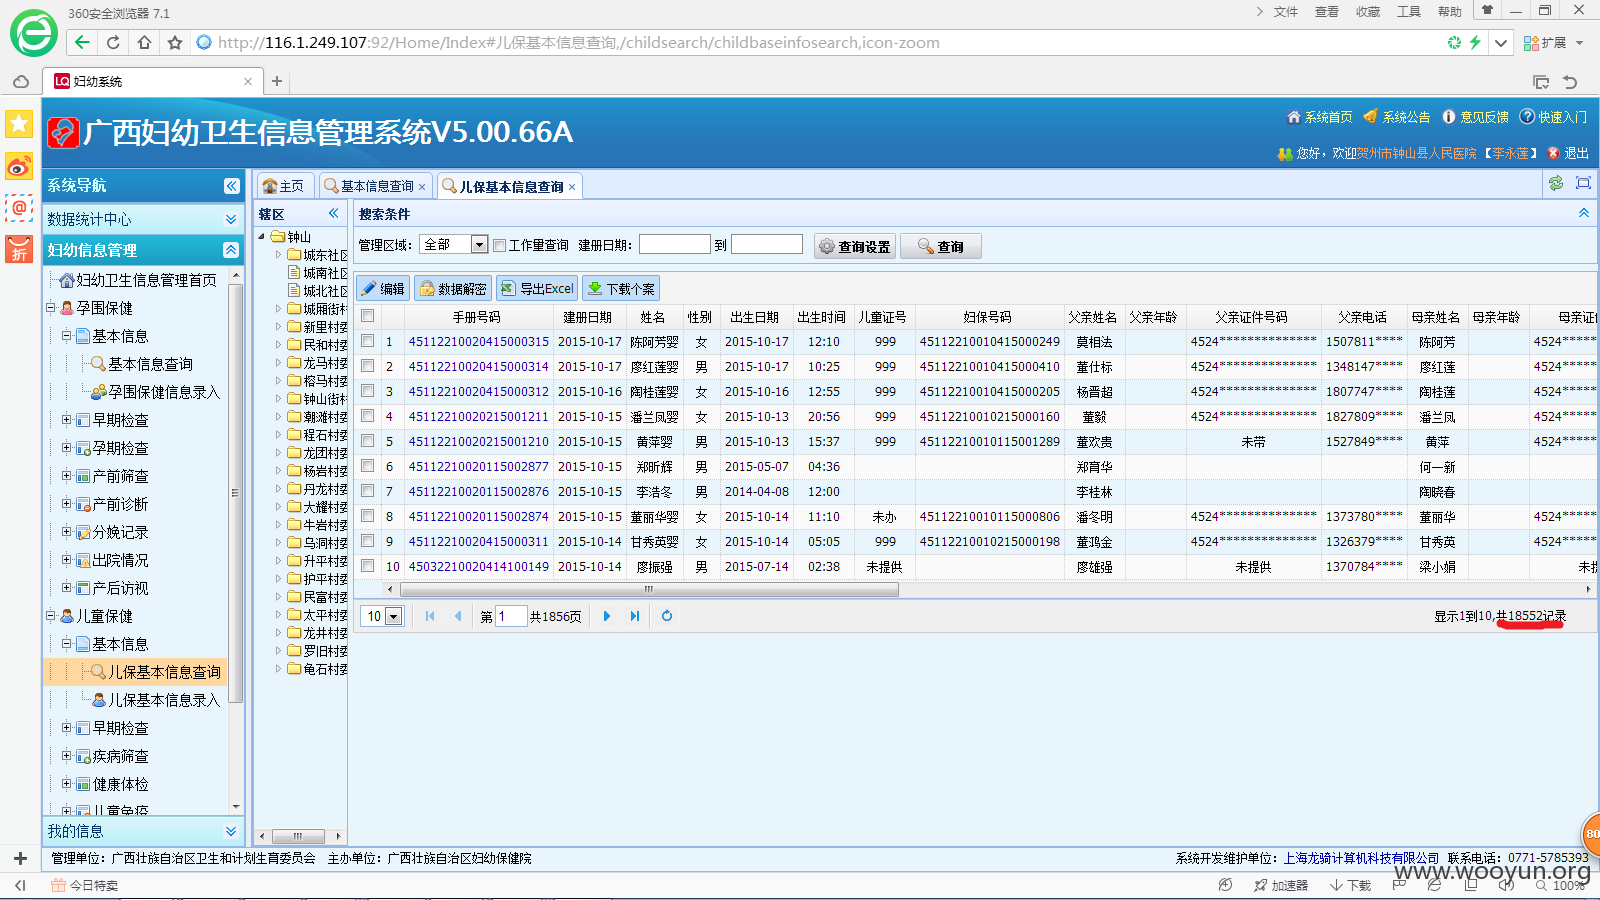 360安全浏览器 7.1
文件 查看 收藏 工具 帮助
http://116.1.249.107:92/Home/Index#儿保基本信息查询,/childsearch/childbaseinfosearch,icon-zoom
扩展
LQ 妇幼系统
广西妇幼卫生信息管理系统V5.00.66A
系统首页 系统公告 意见反馈 快速入门
您好，欢迎贺州市钟山县人民医院 【李永莲】 退出
系统导航
数据统计中心
妇幼信息管理
妇幼卫生信息管理首页
孕围保健
基本信息
基本信息查询
孕围保健信息录入
早期检查
孕期检查
产前筛查
产前诊断
分娩记录
出院情况
产后访视
儿童保健
基本信息
儿保基本信息查询
儿保基本信息录入
早期检查
疾病筛查
健康体检
儿童免疫
我的信息
主页 基本信息查询 儿保基本信息查询
辖区
钟山
城东社区
城南社区
城北社区
城厢街村
新里村委
民和村委
龙马村委
榕马村委
钟山街村
潮滩村委
程石村委
龙团村委
杨岩村委
丹龙村委
大耀村委
牛岩村委
乌洞村委
升平村委
护平村委
民富村委
太平村委
龙井村委
罗旧村委
龟石村委
搜索条件
管理区域： 全部 工作量查询 建册日期： 到 查询设置 查询
编辑 数据解密 导出Excel 下载个案
手册号码 建册日期 姓名 性别 出生日期 出生时间 儿童证号 妇保号码 父亲姓名 父亲年龄 父亲证件号码 父亲电话 母亲姓名 母亲年龄 母亲证件
1 45112210020415000315 2015-10-17 陈阿芳婴 女 2015-10-17 12:10 999 45112210010415000249 莫相法 4524************** 1507811**** 陈阿芳 4524*****
2 45112210020415000314 2015-10-17 廖红莲婴 男 2015-10-17 10:25 999 45112210010415000410 董仕标 4524************** 1348147**** 廖红莲 4524*****
3 45112210020415000312 2015-10-16 陶桂莲婴 女 2015-10-16 12:55 999 45112210010415000205 杨晋超 4524************** 1807747**** 陶桂莲 4524*****
4 45112210020215001211 2015-10-15 潘兰凤婴 女 2015-10-13 20:56 999 45112210010215000160 董毅 4524************** 1827809**** 潘兰凤 4524*****
5 45112210020215001210 2015-10-15 黄萍婴 男 2015-10-13 15:37 999 45112210010115001289 董欢贵 未带 1527849**** 黄萍 4524*****
6 45112210020115002877 2015-10-15 郑昕辉 男 2015-05-07 04:36 郑育华 何一新
7 45112210020115002876 2015-10-15 李浩冬 男 2014-04-08 12:00 李桂林 陶晓春
8 45112210020115002874 2015-10-15 董丽华婴 女 2015-10-14 11:10 未办 45112210010115000806 潘冬明 4524************** 1373780**** 董丽华 4524*****
9 45112210020415000311 2015-10-14 甘秀英婴 女 2015-10-14 05:05 999 45112210010215000198 董鸿金 4524************** 1326379**** 甘秀英 4524*****
10 45032210020414100149 2015-10-14 廖振强 男 2015-07-14 02:38 未提供 廖雄强 未提供 1370784**** 梁小娟 未提
10 第 1 共1856页 显示1到10,共18552记录
管理单位：广西壮族自治区卫生和计划生育委员会 主办单位：广西壮族自治区妇幼保健院 系统开发维护单位：上海龙骑计算机科技有限公司 联系电话：0771-5785393
今日特卖 加速器 下载 100%
www.wooyun.org
80
折